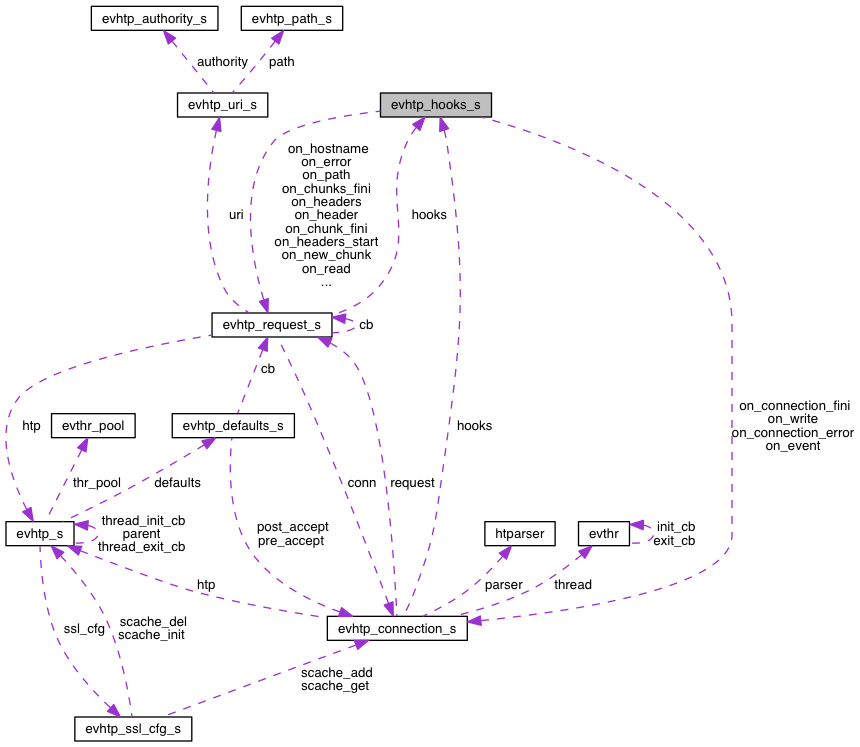 evhtp_authority_s
evhtp_path_s
authority
path
evhtp_uri_s
evhtp_hooks_s
on_hostname
on_error
on_path
on_chunks_fini
on_headers
on_header
on_chunk_fini
on_headers_start
on_new_chunk
on_read
...
uri
hooks
evhtp_request_s
cb
cb
on_connection_fini
on_write
on_connection_error
on_event
htp
evthr_pool
evhtp_defaults_s
hooks
thr_pool
defaults
conn
request
evhtp_s
thread_init_cb
parent
thread_exit_cb
post_accept
pre_accept
htparser
evthr
init_cb
exit_cb
htp
parser
thread
ssl_cfg
scache_del
scache_init
evhtp_connection_s
scache_add
scache_get
evhtp_ssl_cfg_s